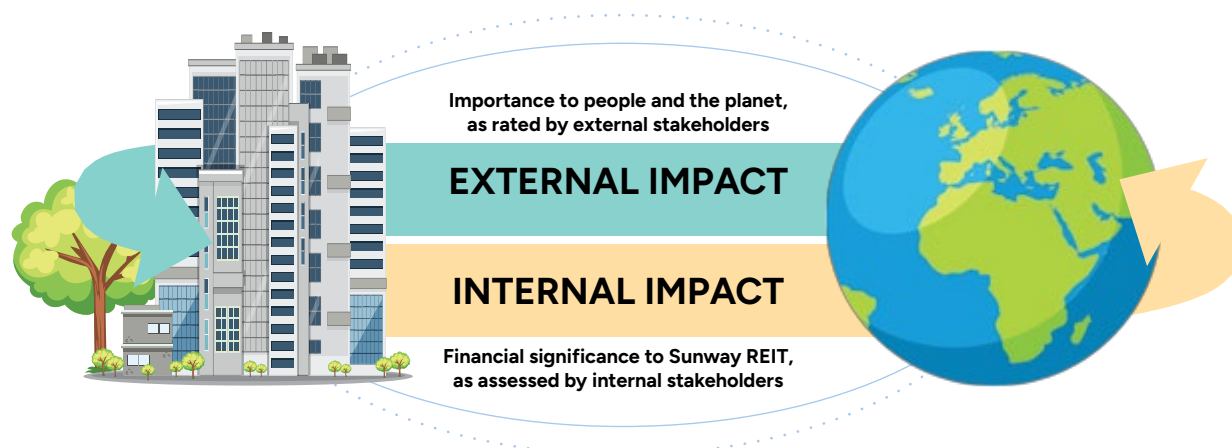 Importance to people and the planet,
as rated by external stakeholders
EXTERNAL IMPACT
INTERNAL IMPACT
Financial significance to Sunway REIT,
as assessed by internal stakeholders